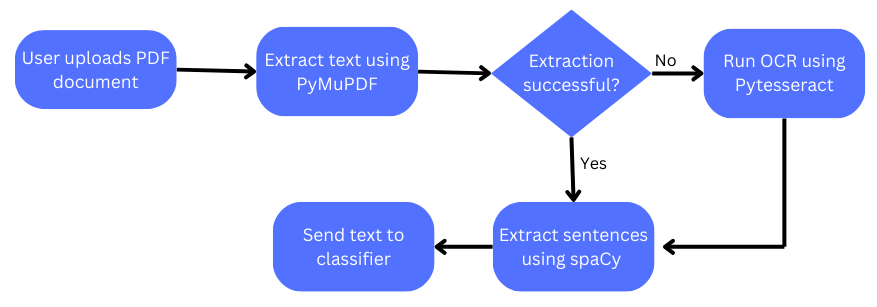 User uploads PDF
document
Extract text using
PyMuPDF
Extraction
successful?
No
Run OCR using
Pytesseract
Yes
Extract sentences
using spaCy
Send text to
classifier